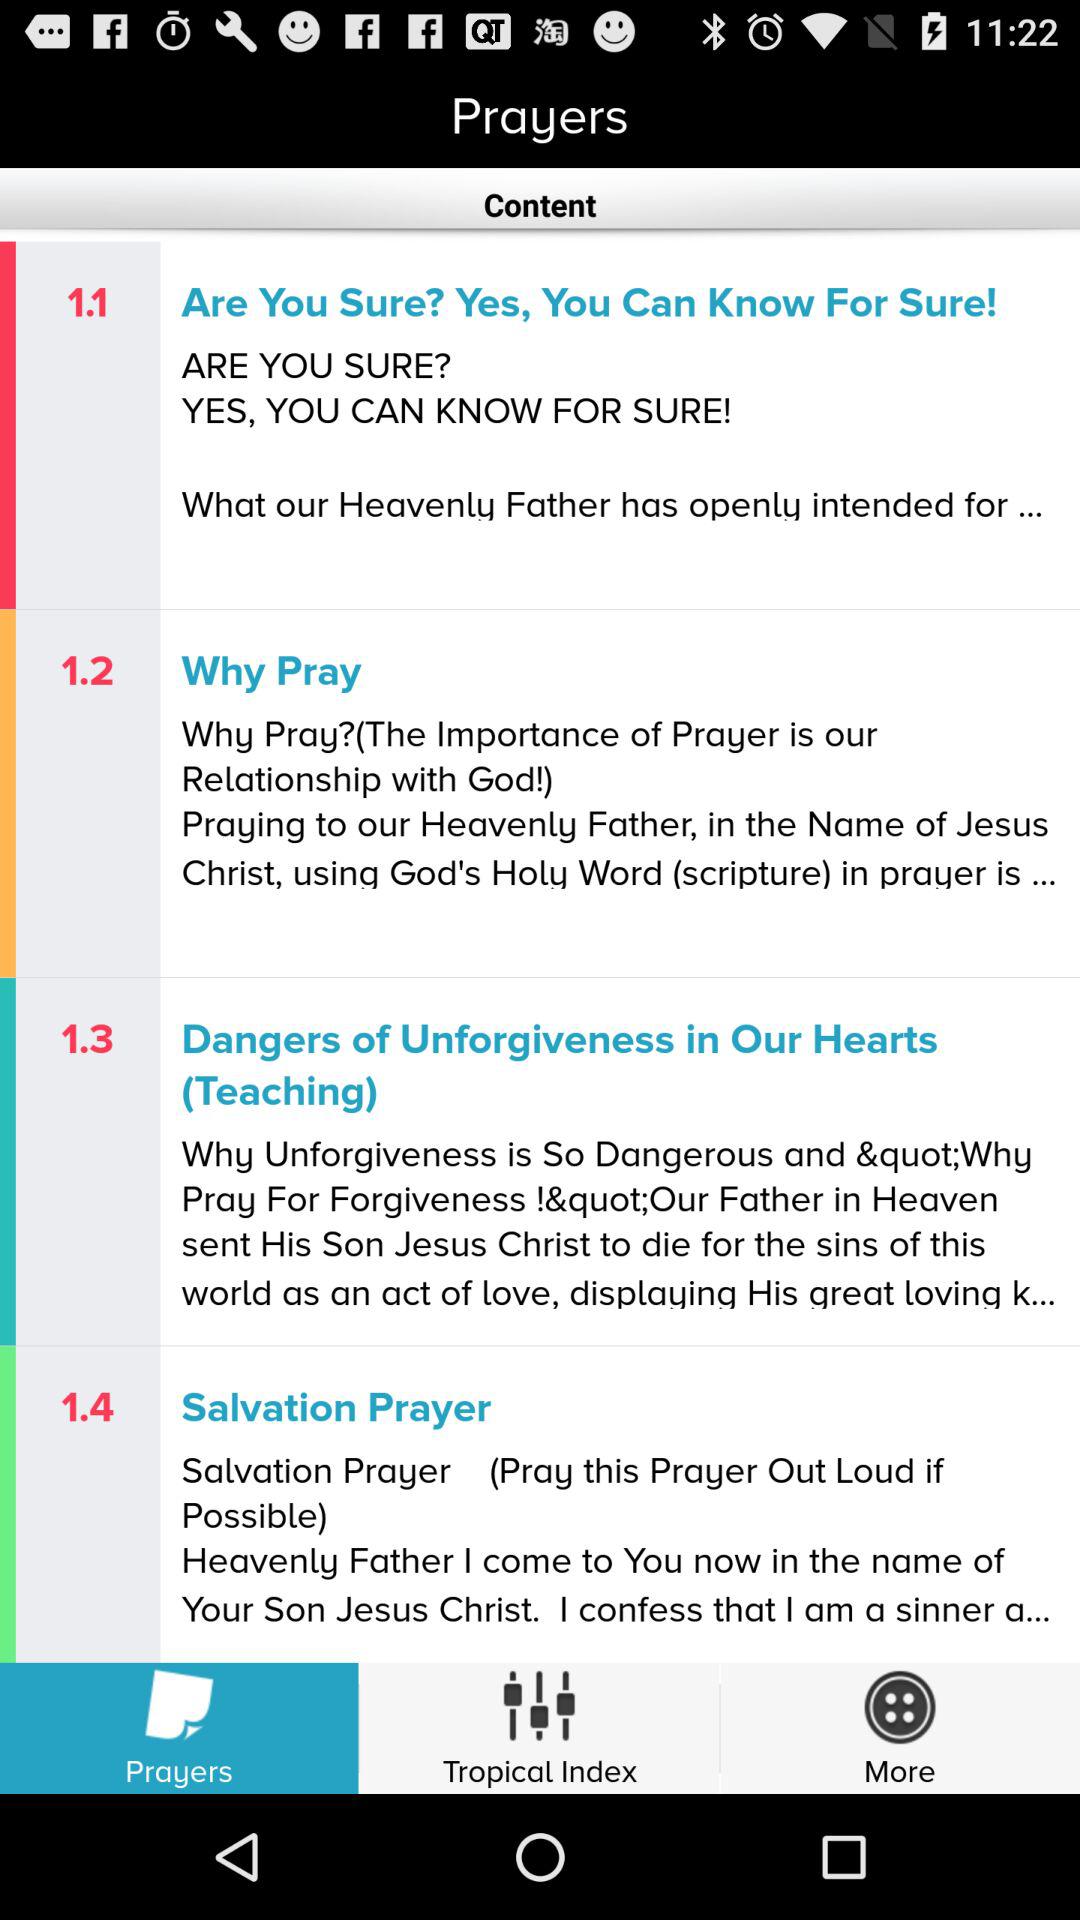 QT 淘 11:22
Prayers
Content
1.1 Are You Sure? Yes, You Can Know For Sure!
ARE YOU SURE?
YES, YOU CAN KNOW FOR SURE!
What our Heavenly Father has openly intended for ...
1.2 Why Pray
Why Pray?(The Importance of Prayer is our
Relationship with God!)
Praying to our Heavenly Father, in the Name of Jesus
Christ, using God's Holy Word (scripture) in prayer is ...
1.3 Dangers of Unforgiveness in Our Hearts
(Teaching)
Why Unforgiveness is So Dangerous and &quot;Why
Pray For Forgiveness !&quot;Our Father in Heaven
sent His Son Jesus Christ to die for the sins of this
world as an act of love, displaying His great loving k...
1.4 Salvation Prayer
Salvation Prayer    (Pray this Prayer Out Loud if
Possible)
Heavenly Father I come to You now in the name of
Your Son Jesus Christ.  I confess that I am a sinner a...
Prayers Tropical Index More